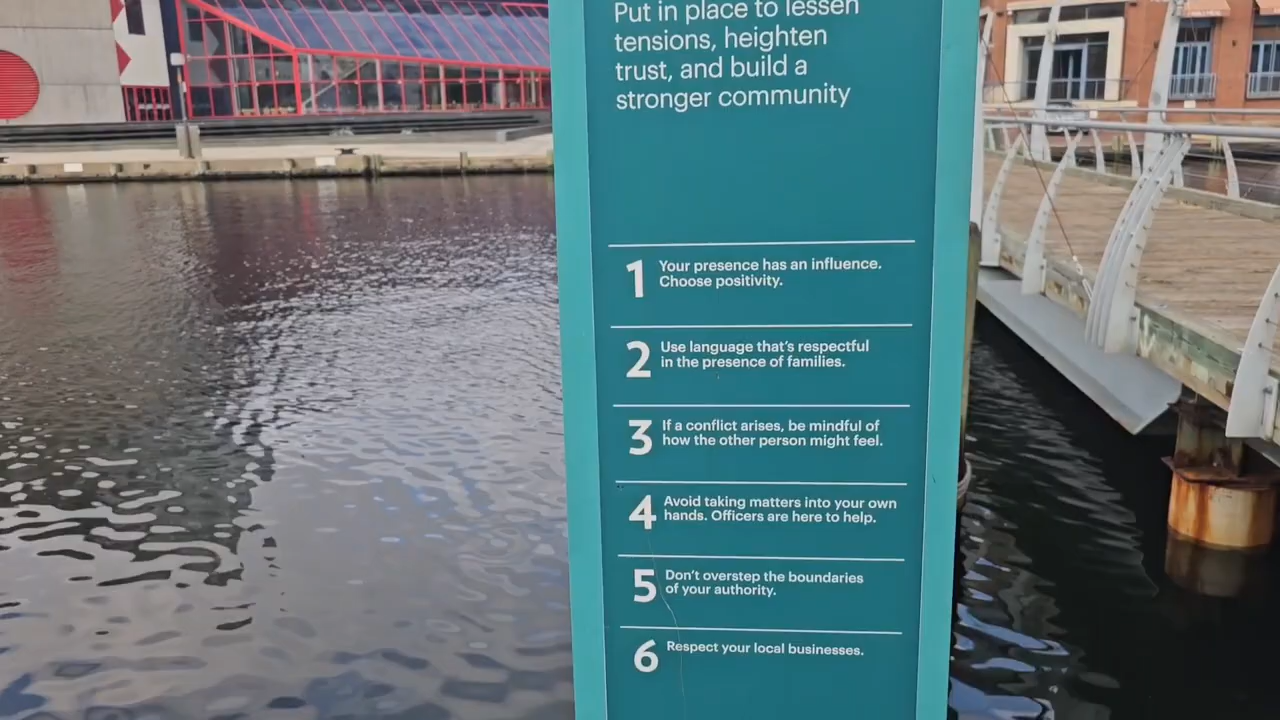 Put in place to lessen
tensions, heighten
trust, and build a
stronger community
1 Your presence has an influence.
Choose positivity.
2 Use language that's respectful
in the presence of families.
3 If a conflict arises, be mindful of
how the other person might feel.
4 Avoid taking matters into your own
hands. Officers are here to help.
5 Don't overstep the boundaries
of your authority.
6 Respect your local businesses.